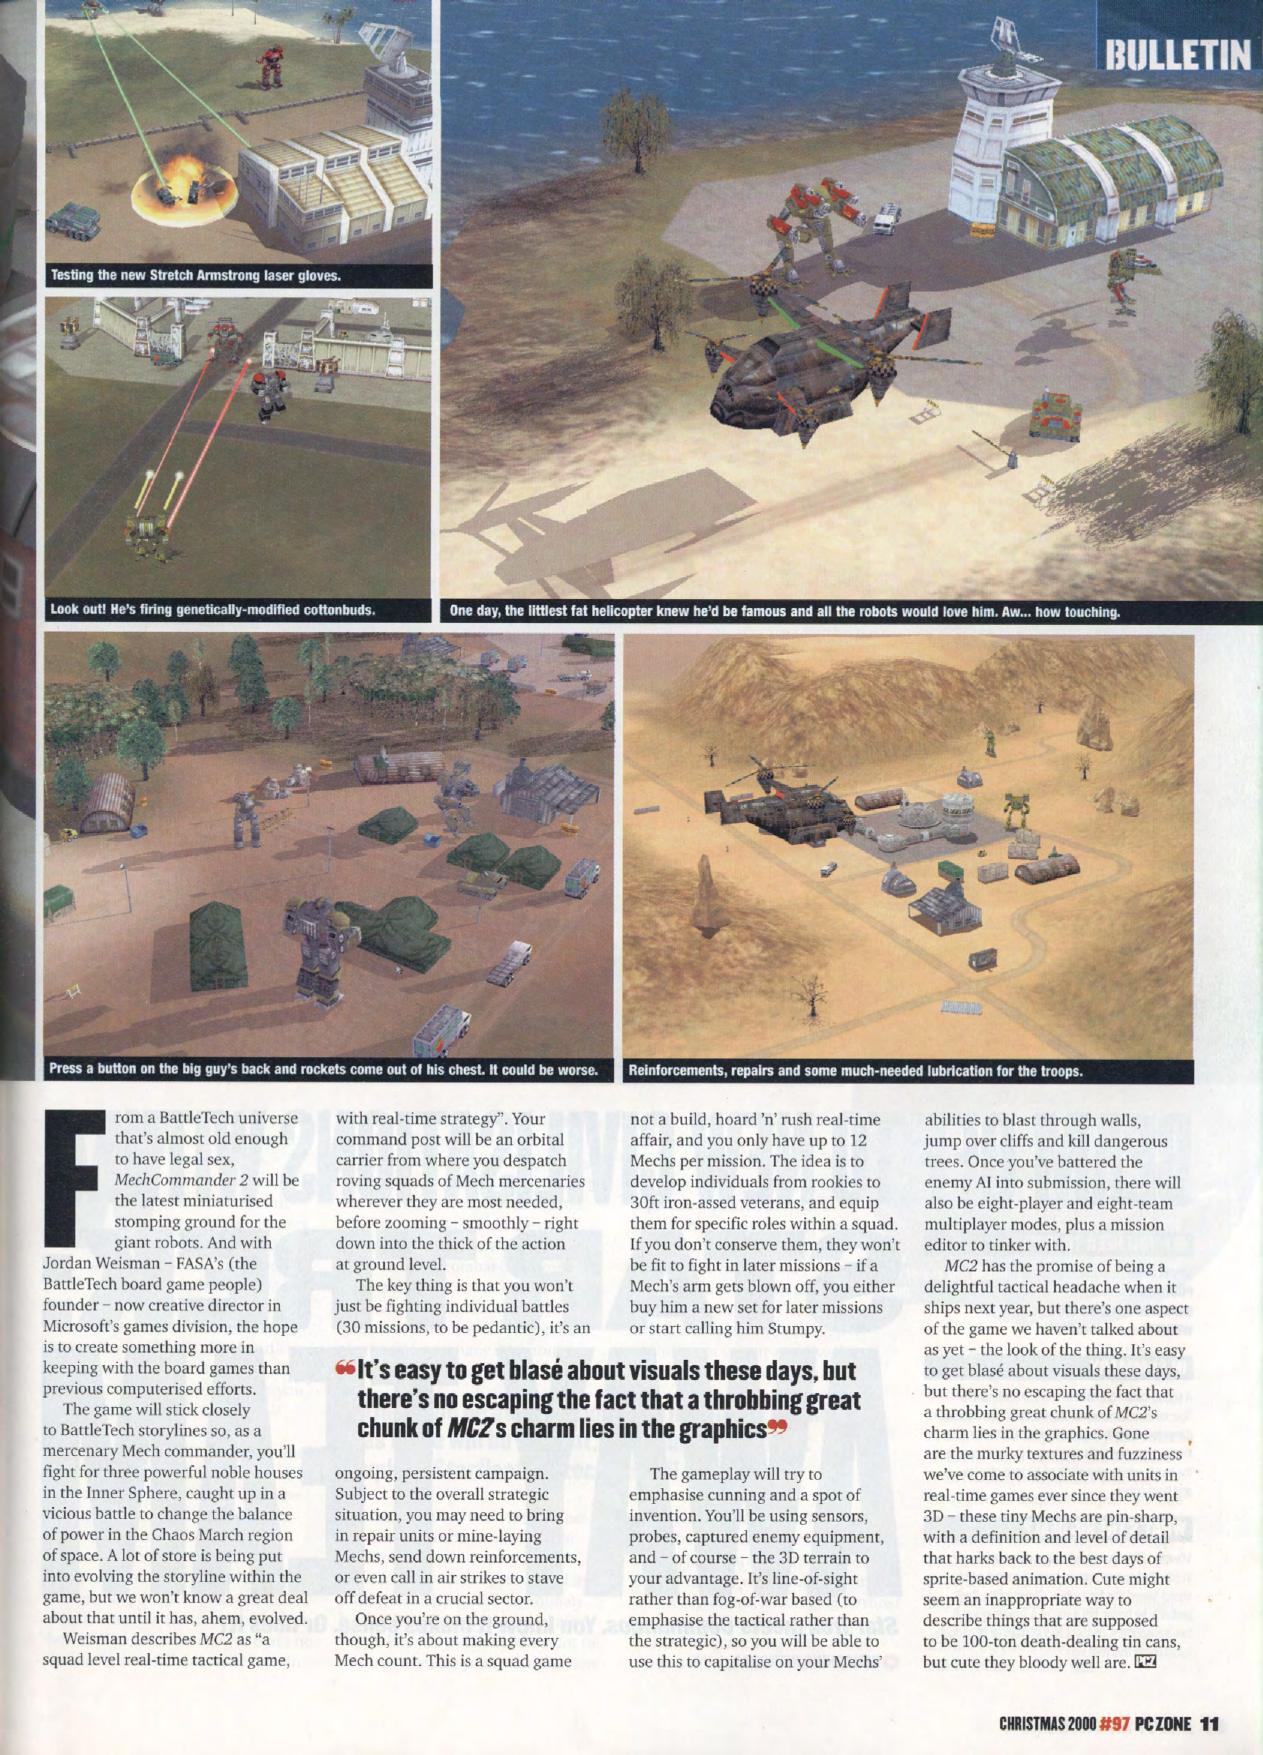 BULLETIN
Testing the new Stretch Armstrong laser gloves.
Look out! He's firing genetically-modified cottonbuds.
One day, the littlest fat helicopter knew he'd be famous and all the robots would love him. Aw... how touching.
Press a button on the big guy's back and rockets come out of his chest. It could be worse.
Reinforcements, repairs and some much-needed lubrication for the troops.
From a BattleTech universe
that's almost old enough
to have legal sex,
MechCommander 2 will be
the latest miniaturised
stomping ground for the
giant robots. And with
Jordan Weisman – FASA's (the
BattleTech board game people)
founder – now creative director in
Microsoft's games division, the hope
is to create something more in
keeping with the board games than
previous computerised efforts.
The game will stick closely
to BattleTech storylines so, as a
mercenary Mech commander, you'll
fight for three powerful noble houses
in the Inner Sphere, caught up in a
vicious battle to change the balance
of power in the Chaos March region
of space. A lot of store is being put
into evolving the storyline within the
game, but we won't know a great deal
about that until it has, ahem, evolved.
Weisman describes MC2 as “a
squad level real-time tactical game,
with real-time strategy”. Your
command post will be an orbital
carrier from where you despatch
roving squads of Mech mercenaries
wherever they are most needed,
before zooming – smoothly – right
down into the thick of the action
at ground level.
The key thing is that you won't
just be fighting individual battles
(30 missions, to be pedantic), it's an
“It's easy to get blasé about visuals these days, but
there's no escaping the fact that a throbbing great
chunk of MC2's charm lies in the graphics”
ongoing, persistent campaign.
Subject to the overall strategic
situation, you may need to bring
in repair units or mine-laying
Mechs, send down reinforcements,
or even call in air strikes to stave
off defeat in a crucial sector.
Once you're on the ground,
though, it's about making every
Mech count. This is a squad game
not a build, hoard 'n' rush real-time
affair, and you only have up to 12
Mechs per mission. The idea is to
develop individuals from rookies to
30ft iron-assed veterans, and equip
them for specific roles within a squad.
If you don't conserve them, they won't
be fit to fight in later missions – if a
Mech's arm gets blown off, you either
buy him a new set for later missions
or start calling him Stumpy.
The gameplay will try to
emphasise cunning and a spot of
invention. You'll be using sensors,
probes, captured enemy equipment,
and – of course – the 3D terrain to
your advantage. It's line-of-sight
rather than fog-of-war based (to
emphasise the tactical rather than
the strategic), so you will be able to
use this to capitalise on your Mechs'
abilities to blast through walls,
jump over cliffs and kill dangerous
trees. Once you've battered the
enemy AI into submission, there will
also be eight-player and eight-team
multiplayer modes, plus a mission
editor to tinker with.
MC2 has the promise of being a
delightful tactical headache when it
ships next year, but there's one aspect
of the game we haven't talked about
as yet – the look of the thing. It's easy
to get blasé about visuals these days,
but there's no escaping the fact that
a throbbing great chunk of MC2's
charm lies in the graphics. Gone
are the murky textures and fuzziness
we've come to associate with units in
real-time games ever since they went
3D – these tiny Mechs are pin-sharp,
with a definition and level of detail
that harks back to the best days of
sprite-based animation. Cute might
seem an inappropriate way to
describe things that are supposed
to be 100-ton death-dealing tin cans,
but cute they bloody well are. PCZ
CHRISTMAS 2000 #97 PC ZONE 11